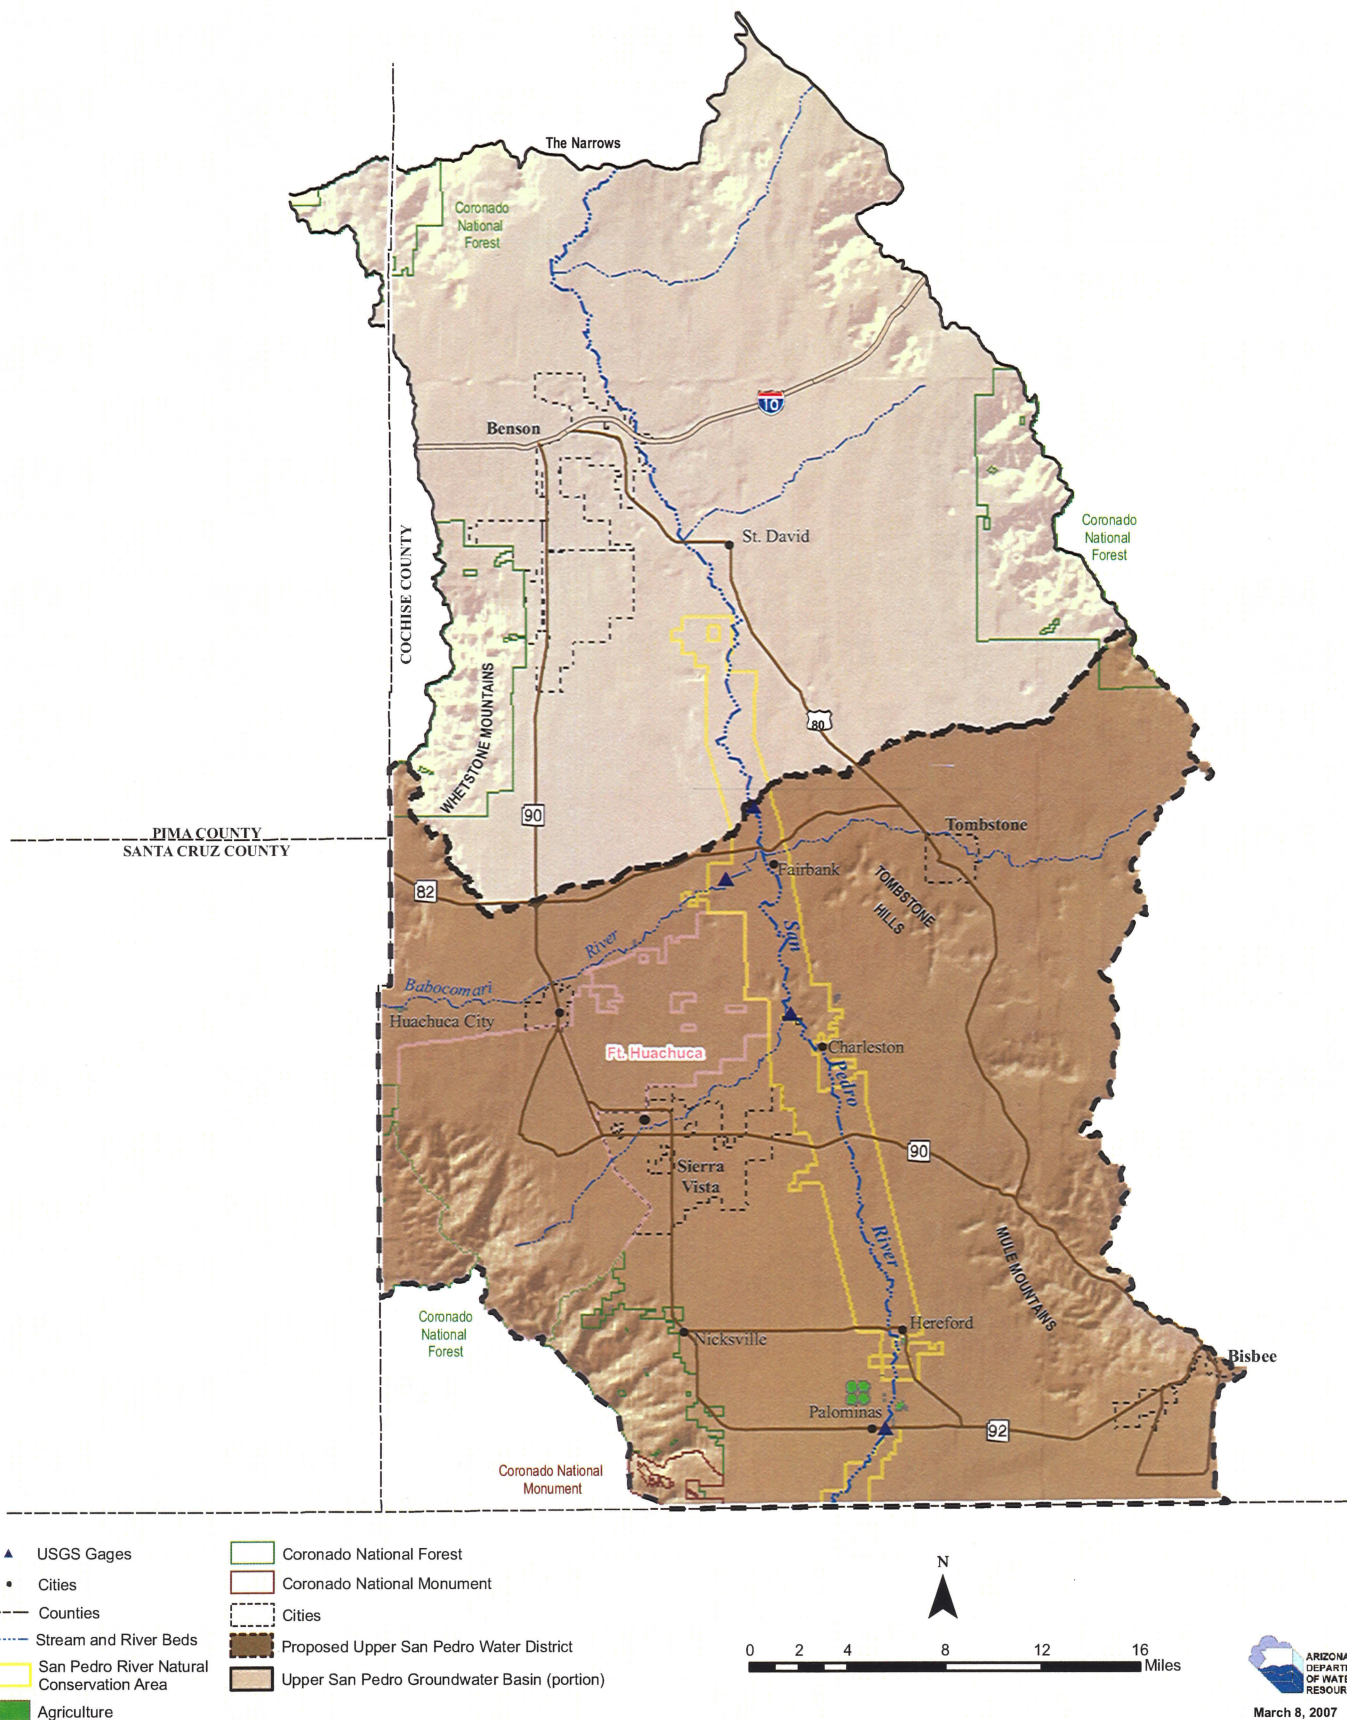 The Narrows
Coronado
National
Forest
10
Benson
St. David
Coronado
National
Forest
COCHISE COUNTY
WHETSTONE MOUNTAINS
80
90
PIMA COUNTY
SANTA CRUZ COUNTY
Tombstone
Fairbank
82
TOMBSTONE
HILLS
San
River
Babocomari
Huachuca City
Ft. Huachuca
Charleston
Pedro
90
Sierra
Vista
River
MULE MOUNTAINS
Coronado
National
Forest
Hereford
Nicksville
Bisbee
Palominas
92
Coronado National
Monument
USGS Gages
Cities
Counties
Stream and River Beds
San Pedro River Natural
Conservation Area
Agriculture
Coronado National Forest
Coronado National Monument
Cities
Proposed Upper San Pedro Water District
Upper San Pedro Groundwater Basin (portion)
N
0 2 4 8 12 16
Miles
ARIZONA
OF WATE
RESOUR
March 8, 2007